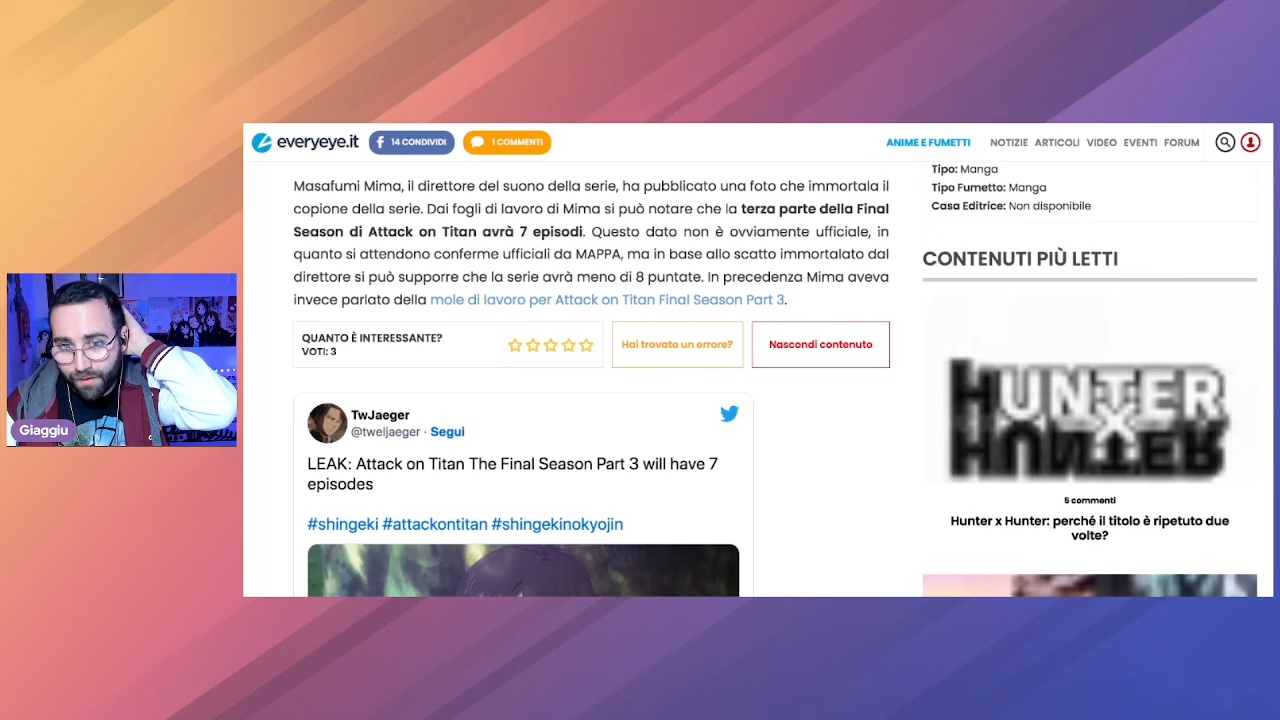 everyeye.it
14 CONDIVIDI
1 COMMENTI
ANIME E FUMETTI
NOTIZIE
ARTICOLI
VIDEO
EVENTI
FORUM
Masafumi Mima, il direttore del suono della serie, ha pubblicato una foto che immortala il
copione della serie. Dai fogli di lavoro di Mima si può notare che la terza parte della Final
Season di Attack on Titan avrà 7 episodi. Questo dato non è ovviamente ufficiale, in
quanto si attendono conferme ufficiali da MAPPA, ma in base allo scatto immortalato dal
direttore si può supporre che la serie avrà meno di 8 puntate. In precedenza Mima aveva
invece parlato della mole di lavoro per Attack on Titan Final Season Part 3.
QUANTO È INTERESSANTE?
VOTI: 3
Hai trovato un errore?
Nascondi contenuto
TwJaeger
@tweljaeger · Segui
LEAK: Attack on Titan The Final Season Part 3 will have 7
episodes
#shingeki #attackontitan #shingekinokyojin
Tipo: Manga
Tipo Fumetto: Manga
Casa Editrice: Non disponibile
CONTENUTI PIÙ LETTI
HUNTER
X
HUNTER
5 commenti
Hunter x Hunter: perché il titolo è ripetuto due
volte?
Giaggiu